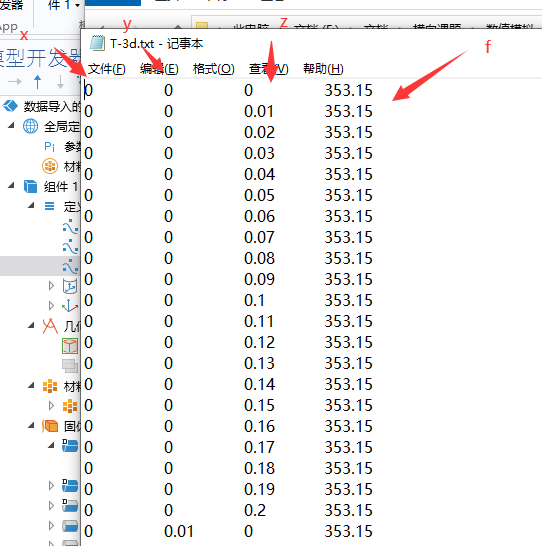 件 1
x
y
z
f
T-3d.txt - 记事本
文件(F) 编辑(E) 格式(O) 查看(V) 帮助(H)
模型开发器
数据导入的
全局定
Pi 参数
材料
组件 1
定义
几何
材料
固体
0 0 0 353.15
0 0 0.01 353.15
0 0 0.02 353.15
0 0 0.03 353.15
0 0 0.04 353.15
0 0 0.05 353.15
0 0 0.06 353.15
0 0 0.07 353.15
0 0 0.08 353.15
0 0 0.09 353.15
0 0 0.1 353.15
0 0 0.11 353.15
0 0 0.12 353.15
0 0 0.13 353.15
0 0 0.14 353.15
0 0 0.15 353.15
0 0 0.16 353.15
0 0 0.17 353.15
0 0 0.18 353.15
0 0 0.19 353.15
0 0 0.2 353.15
0 0.01 0 353.15